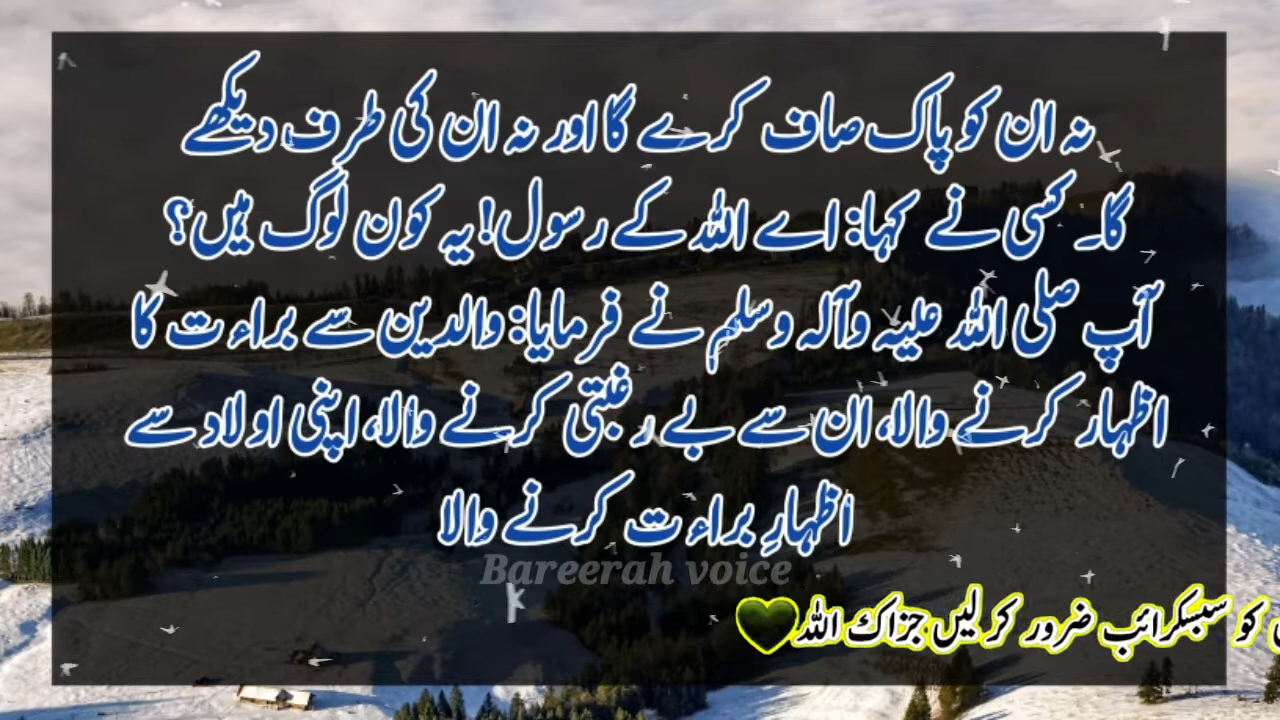 نہ ان کو پاک صاف کرے گا اور نہ ان کی طرف دیکھے
گا۔ کسی نے کہا: اے اللہ کے رسول! یہ کون لوگ ہیں؟
آپ صلی اللہ علیہ وآلہ وسلم نے فرمایا: والدین سے براءت کا
اظہار کرنے والا، ان سے بے رغبتی کرنے والا، اپنی اولاد سے
اظہارِ براءت کرنے والا
Bareerah voice
کو سبسکرائب ضرور کر لیں جزاک اللہ